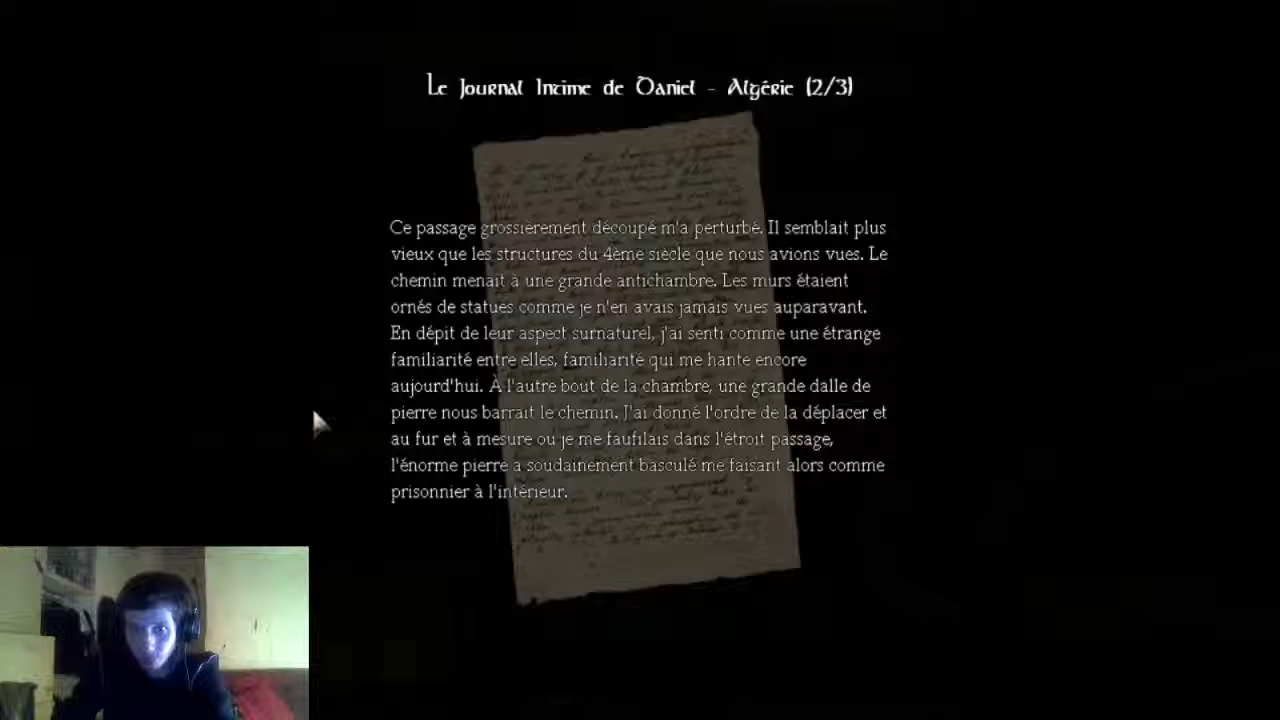 Le Journal Intime de Daniel - Algérie (2/3)
Ce passage grossièrement découpé m'a perturbé. Il semblait plus
vieux que les structures du 4ème siècle que nous avions vues. Le
chemin menait à une grande antichambre. Les murs étaient
ornés de statues comme je n'en avais jamais vues auparavant.
En dépit de leur aspect surnaturel, j'ai senti comme une étrange
familiarité entre elles, familiarité qui me hante encore
aujourd'hui. À l'autre bout de la chambre, une grande dalle de
pierre nous barrait le chemin. J'ai donné l'ordre de la déplacer et
au fur et à mesure ou je me faufilais dans l'étroit passage,
l'énorme pierre a soudainement basculé me faisant alors comme
prisonnier à l'intérieur.